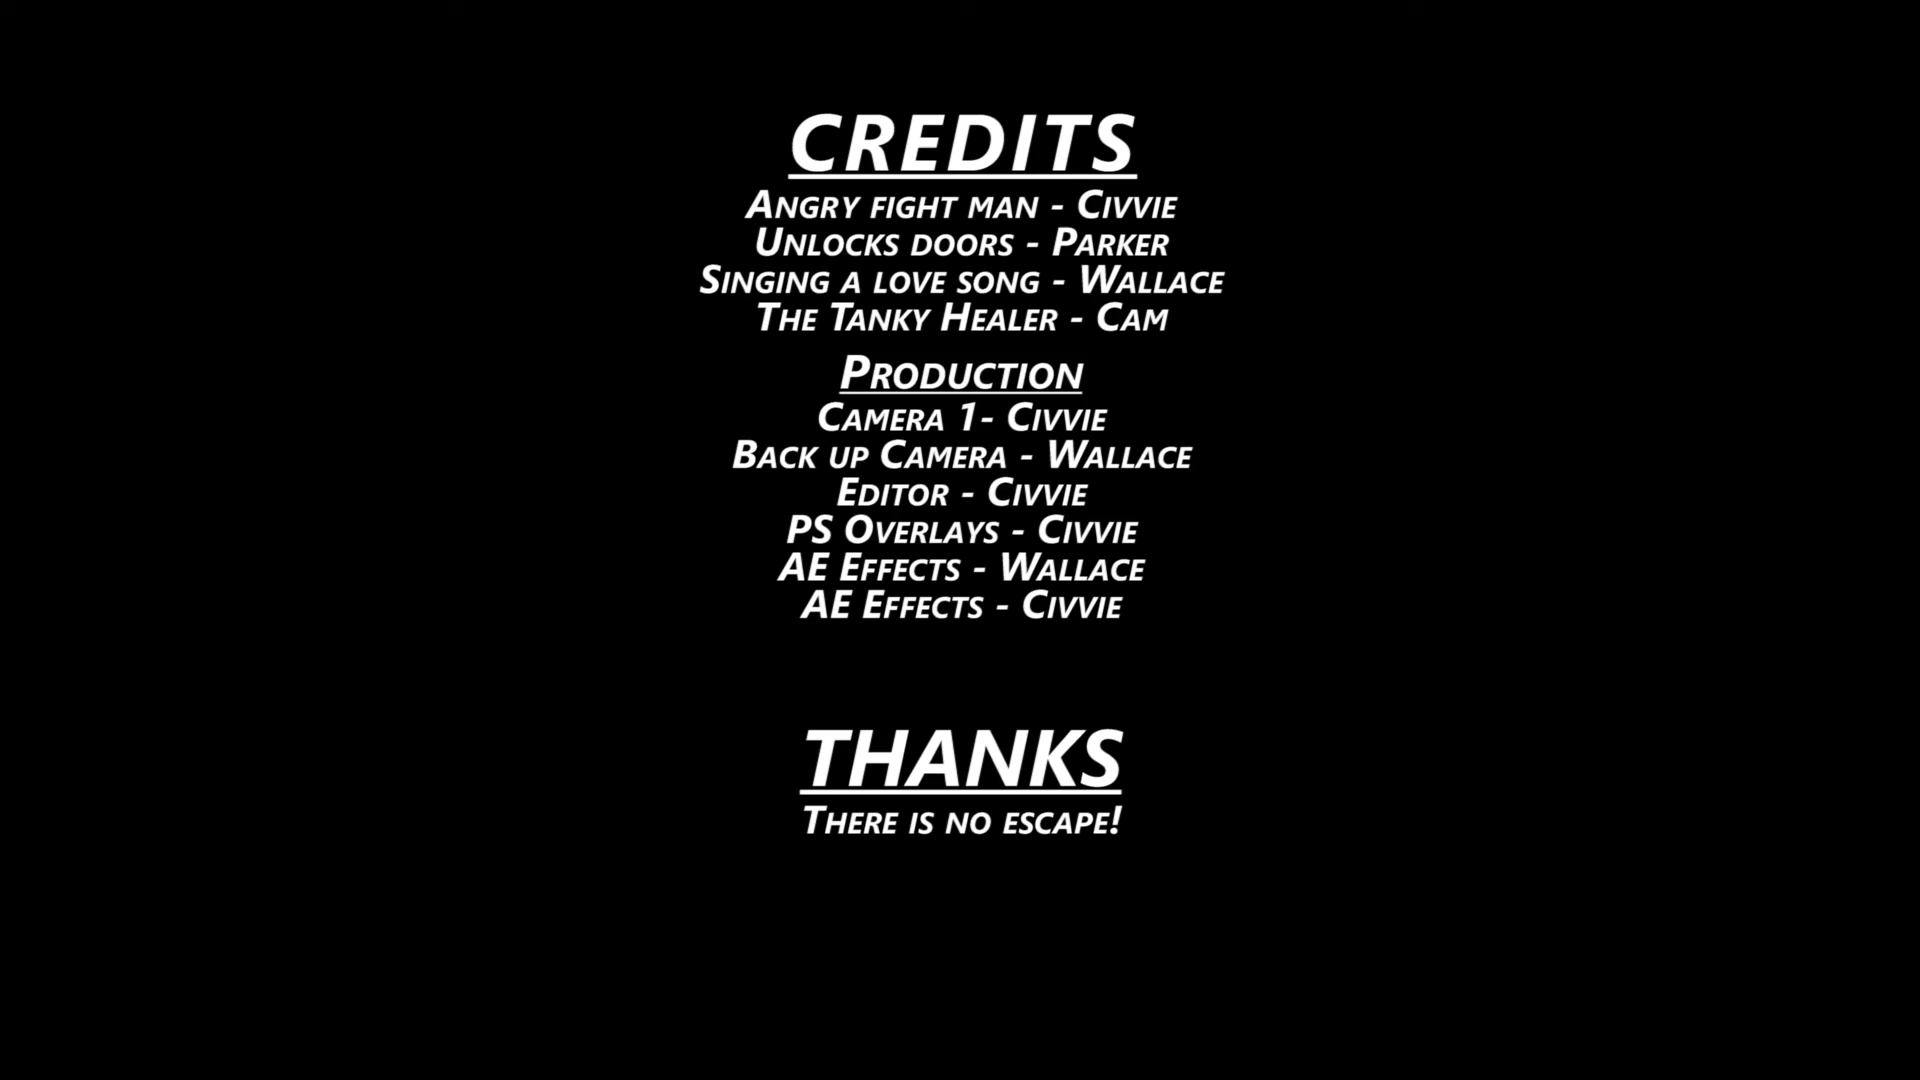 CREDITS
Angry fight man - Civvie
Unlocks doors - Parker
Singing a love song - Wallace
The Tanky Healer - Cam
Production
Camera 1- Civvie
Back up Camera - Wallace
Editor - Civvie
PS Overlays - Civvie
AE Effects - Wallace
AE Effects - Civvie
THANKS
There is no escape!